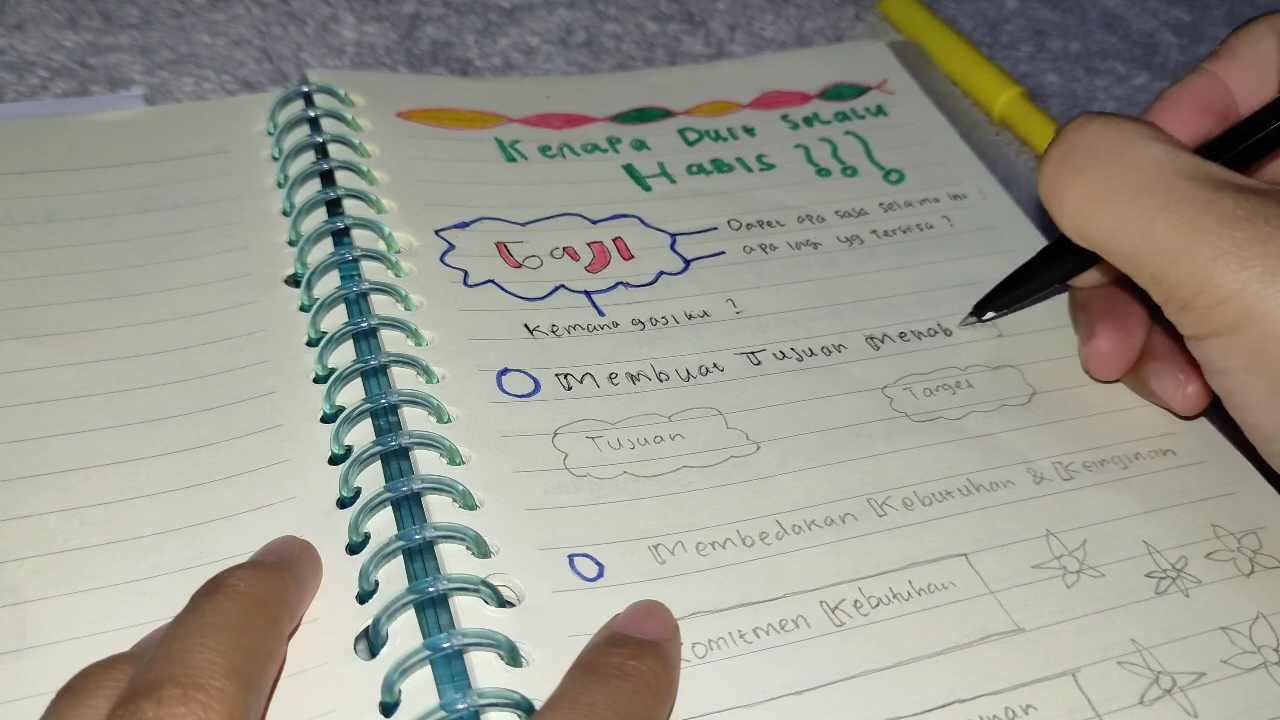 Kenapa Duit Selalu
Habis ???
Gaji
Dapet apa saja selama ini ?
apa lagi yg tersisa ?
Kemana gajiku ?
Membuat Tujuan Menab
Tujuan
Target
Membedakan Kebutuhan & Keinginan
Komitmen Kebutuhan